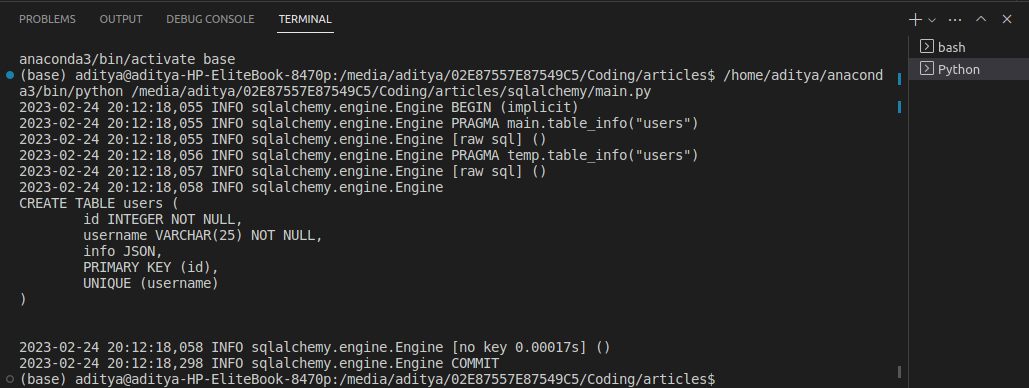 PROBLEMS OUTPUT DEBUG CONSOLE TERMINAL
anaconda3/bin/activate base
(base) aditya@aditya-HP-EliteBook-8470p:/media/aditya/02E87557E87549C5/Coding/articles$ /home/aditya/anacond
a3/bin/python /media/aditya/02E87557E87549C5/Coding/articles/sqlalchemy/main.py
2023-02-24 20:12:18,055 INFO sqlalchemy.engine.Engine BEGIN (implicit)
2023-02-24 20:12:18,055 INFO sqlalchemy.engine.Engine PRAGMA main.table_info("users")
2023-02-24 20:12:18,055 INFO sqlalchemy.engine.Engine [raw sql] ()
2023-02-24 20:12:18,056 INFO sqlalchemy.engine.Engine PRAGMA temp.table_info("users")
2023-02-24 20:12:18,057 INFO sqlalchemy.engine.Engine [raw sql] ()
2023-02-24 20:12:18,058 INFO sqlalchemy.engine.Engine
CREATE TABLE users (
        id INTEGER NOT NULL,
        username VARCHAR(25) NOT NULL,
        info JSON,
        PRIMARY KEY (id),
        UNIQUE (username)
)
2023-02-24 20:12:18,058 INFO sqlalchemy.engine.Engine [no key 0.00017s] ()
2023-02-24 20:12:18,298 INFO sqlalchemy.engine.Engine COMMIT
(base) aditya@aditya-HP-EliteBook-8470p:/media/aditya/02E87557E87549C5/Coding/articles$
bash
Python